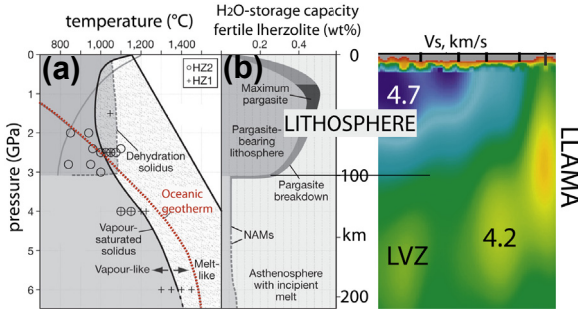 temperature (°C)
800 1,000 1,200 1,400
pressure (GPa)
0
1
2
3
4
5
6
(a)
HZ2
HZ1
Dehydration
solidus
Oceanic
geotherm
Vapour-
saturated
solidus
Vapour-like
Melt-
like
H2O-storage capacity
fertile lherzolite (wt%)
0 0.2 0.4
(b)
Maximum
pargasite
LITHOSPHERE
Pargasite-
bearing
lithosphere
Pargasite
breakdown
NAMs
Asthenosphere
with incipient
melt
0
100
km
200
Vs, km/s
4.7
4.2
LVZ
LLAMA